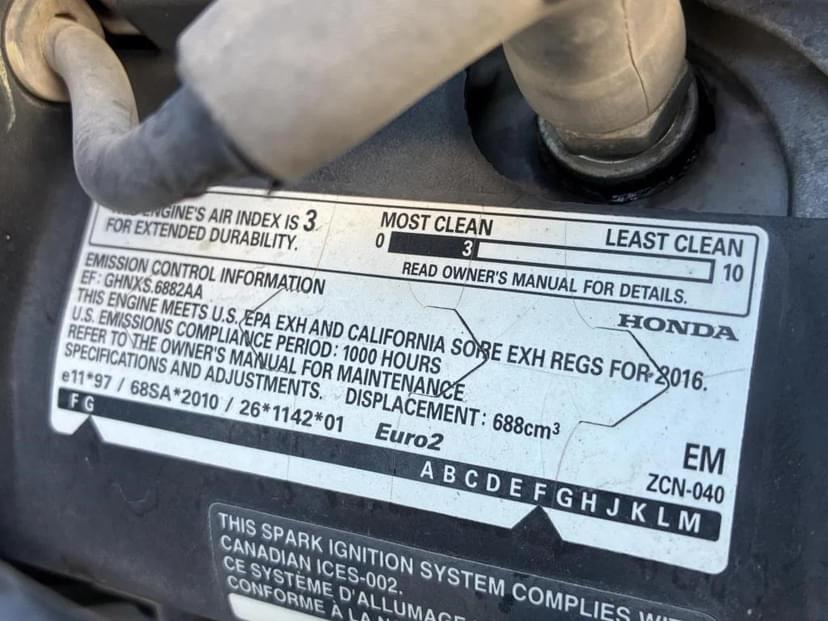 ENGINE'S AIR INDEX IS 3
FOR EXTENDED DURABILITY.
MOST CLEAN
LEAST CLEAN
0 3 10
READ OWNER'S MANUAL FOR DETAILS.
EMISSION CONTROL INFORMATION
HONDA
EF: GHNXS.6882AA
THIS ENGINE MEETS U.S. EPA EXH AND CALIFORNIA SORE EXH REGS FOR 2016.
U.S. EMISSIONS COMPLIANCE PERIOD: 1000 HOURS
REFER TO THE OWNER'S MANUAL FOR MAINTENANCE
SPECIFICATIONS AND ADJUSTMENTS. DISPLACEMENT: 688cm³
e11*97 / 68SA*2010 / 26*1142*01 Euro2
EM
ZCN-040
F G
A B C D E F G H J K L M
THIS SPARK IGNITION SYSTEM COMPLIES
CANADIAN ICES-002.
CE SYSTÈME D'ALLUMAGE
CONFORME À LA